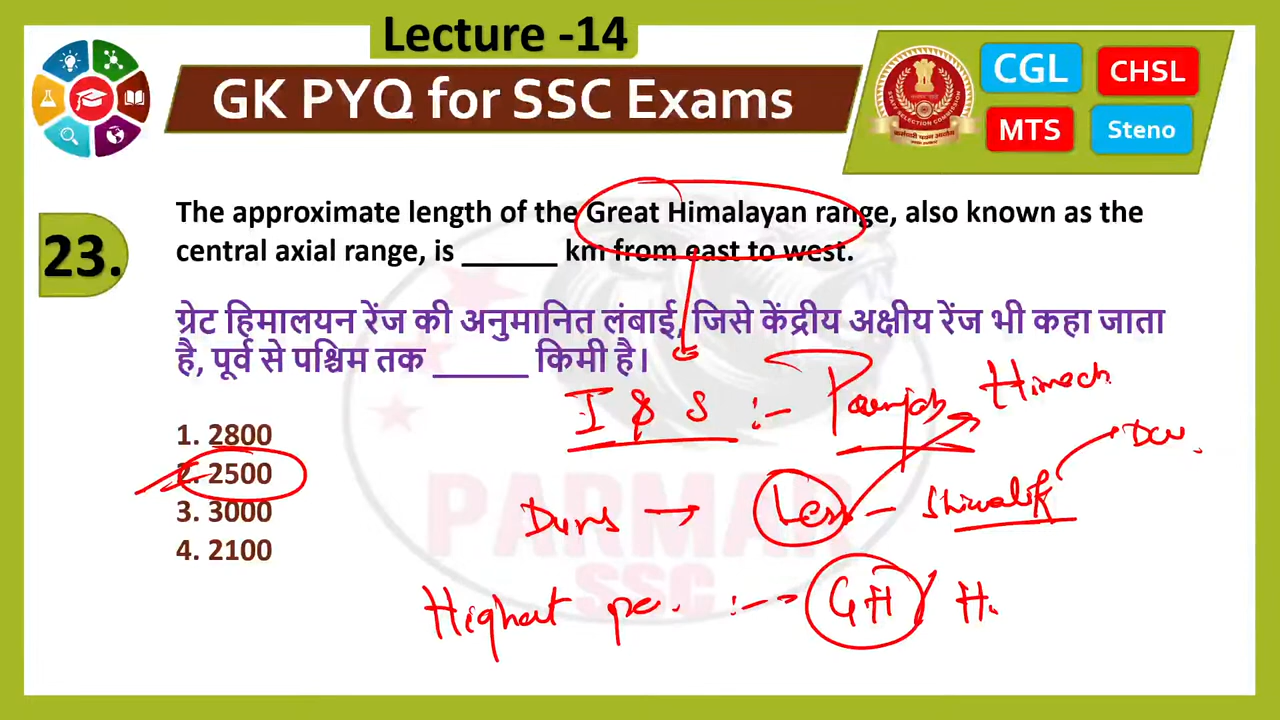 Lecture -14
GK PYQ for SSC Exams
CGL
CHSL
MTS
Steno
23.
The approximate length of the Great Himalayan range, also known as the
central axial range, is ______ km from east to west.
ग्रेट हिमालयन रेंज की अनुमानित लंबाई, जिसे केंद्रीय अक्षीय रेंज भी कहा जाता
है, पूर्व से पश्चिम तक ______ किमी है।
1. 2800
2. 2500
3. 3000
4. 2100
I & S :- Punjab Himach
Duns → Less - Shiwalik Dun
Highest pe. :-→ GH / H.
PARMAR
SSC